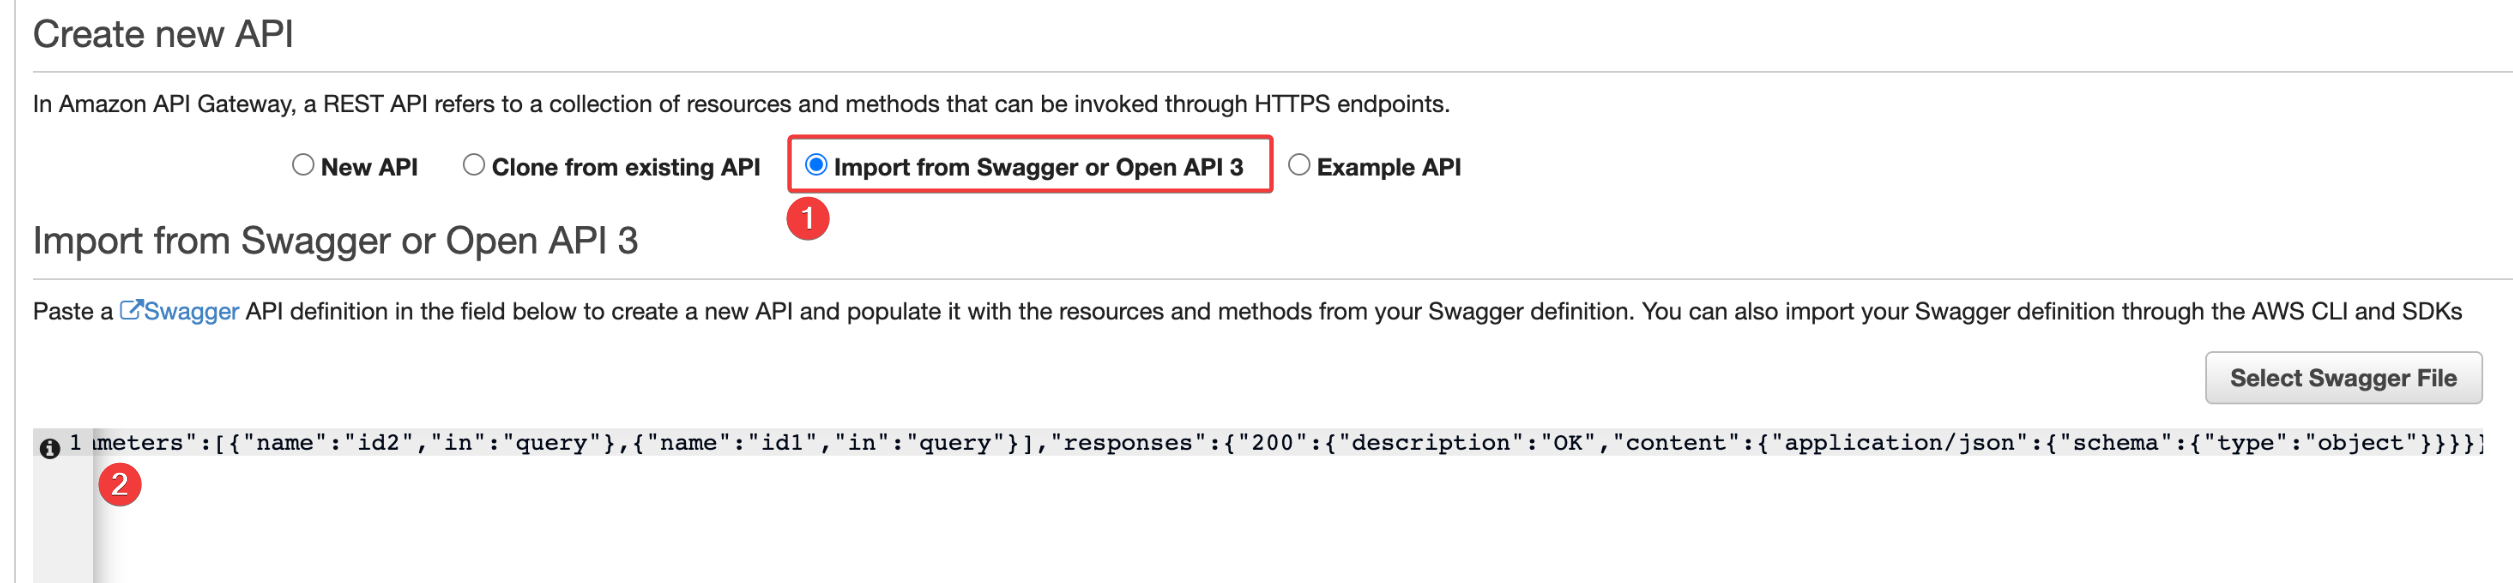 Create new API
In Amazon API Gateway, a REST API refers to a collection of resources and methods that can be invoked through HTTPS endpoints.
New API Clone from existing API Import from Swagger or Open API 3 Example API
1
Import from Swagger or Open API 3
Paste a Swagger API definition in the field below to create a new API and populate it with the resources and methods from your Swagger definition. You can also import your Swagger definition through the AWS CLI and SDKs
Select Swagger File
1 ameters":[{"name":"id2","in":"query"},{"name":"id1","in":"query"}],"responses":{"200":{"description":"OK","content":{"application/json":{"schema":{"type":"object"}}}}}
2